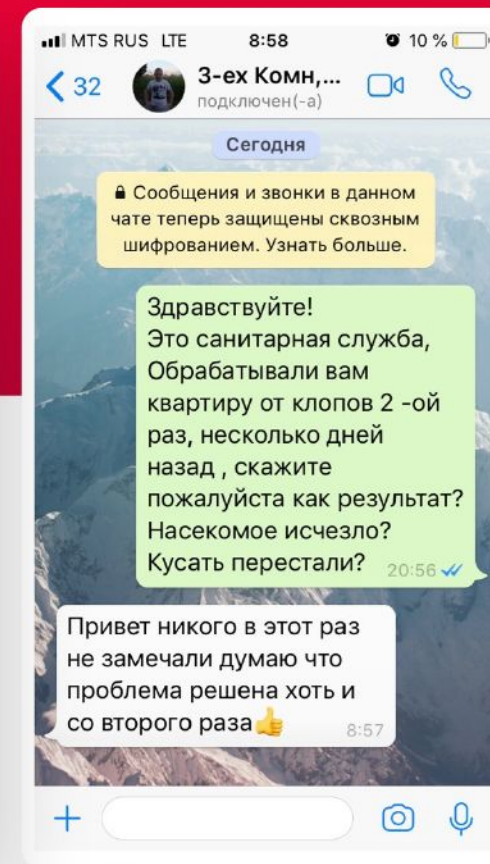 MTS RUS LTE 8:58 10 %
32 3-ех Комн,...
подключен(-а)
Сегодня
Сообщения и звонки в данном
чате теперь защищены сквозным
шифрованием. Узнать больше.
Здравствуйте!
Это санитарная служба,
Обрабатывали вам
квартиру от клопов 2 -ой
раз, несколько дней
назад , скажите
пожалуйста как результат?
Насекомое исчезло?
Кусать перестали? 20:56
Привет никого в этот раз
не замечали думаю что
проблема решена хоть и
со второго раза👍 8:57